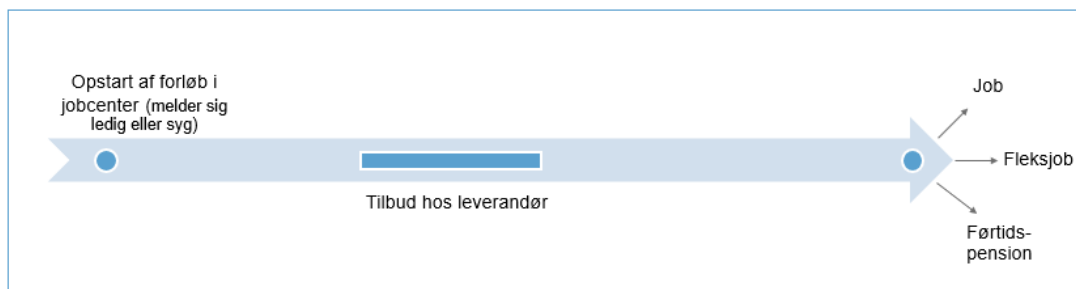 Opstart af forløb i
jobcenter (melder sig
ledig eller syg)
Tilbud hos leverandør
Job
Fleksjob
Førtids-
pension